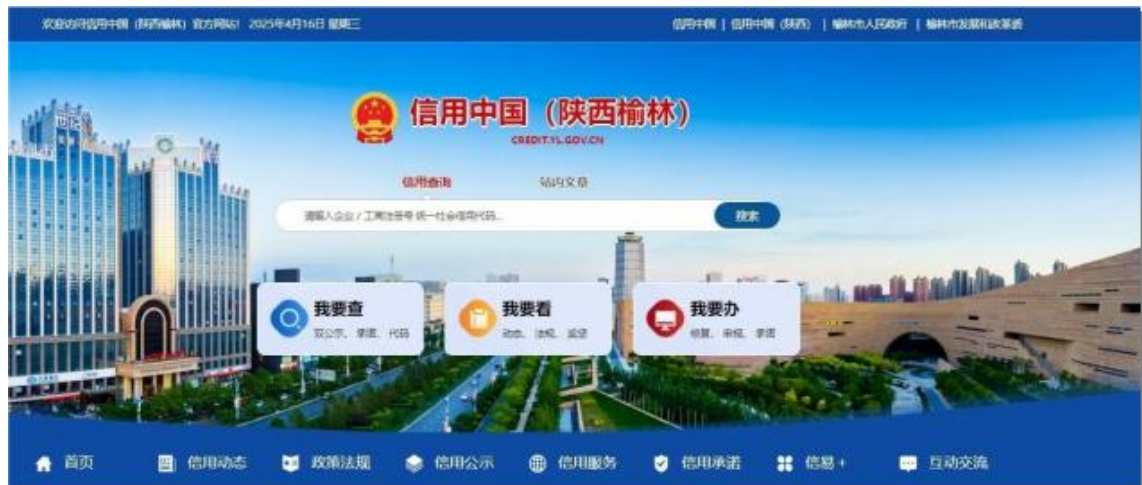 欢迎访问信用中国（陕西榆林）官方网站！ 2025年4月16日 星期三
信用中国 | 信用中国（陕西） | 榆林市人民政府 | 榆林市发展和改革委
信用中国（陕西榆林）
CREDIT.YL.GOV.CN
信用查询 站内文章
请输入企业 / 工商注册号 统一社会信用代码...
搜索
我要查
双公示、承诺、代码
我要看
动态、法规、
我要办
修复、审核、承诺
首页 信用动态 政策法规 信用公示 信用服务 信用承诺 信易+ 互动交流